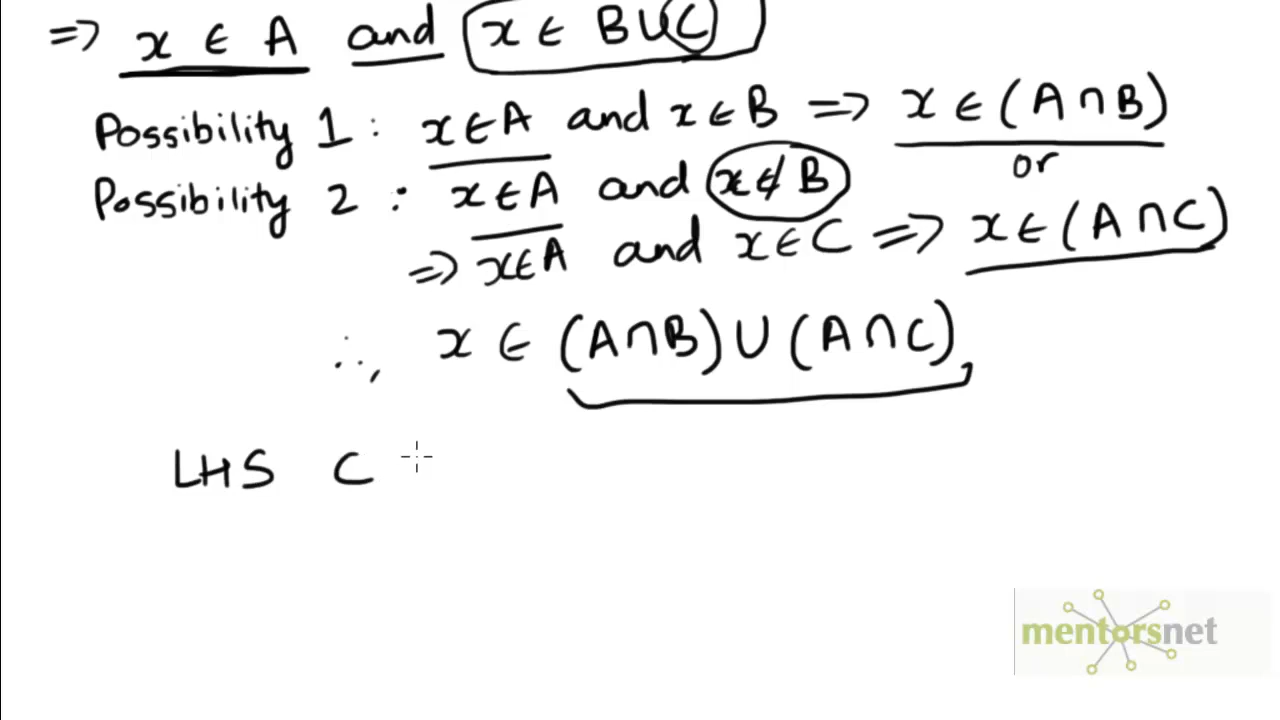 => x ∈ A and x ∈ B ∪ C
Possibility 1 : x ∈ A and x ∈ B => x ∈ (A ∩ B)
or
Possibility 2 : x ∈ A and x ∉ B
=> x ∈ A and x ∈ C => x ∈ (A ∩ C)
∴, x ∈ (A ∩ B) ∪ (A ∩ C)
LHS ⊂
mentorsnet